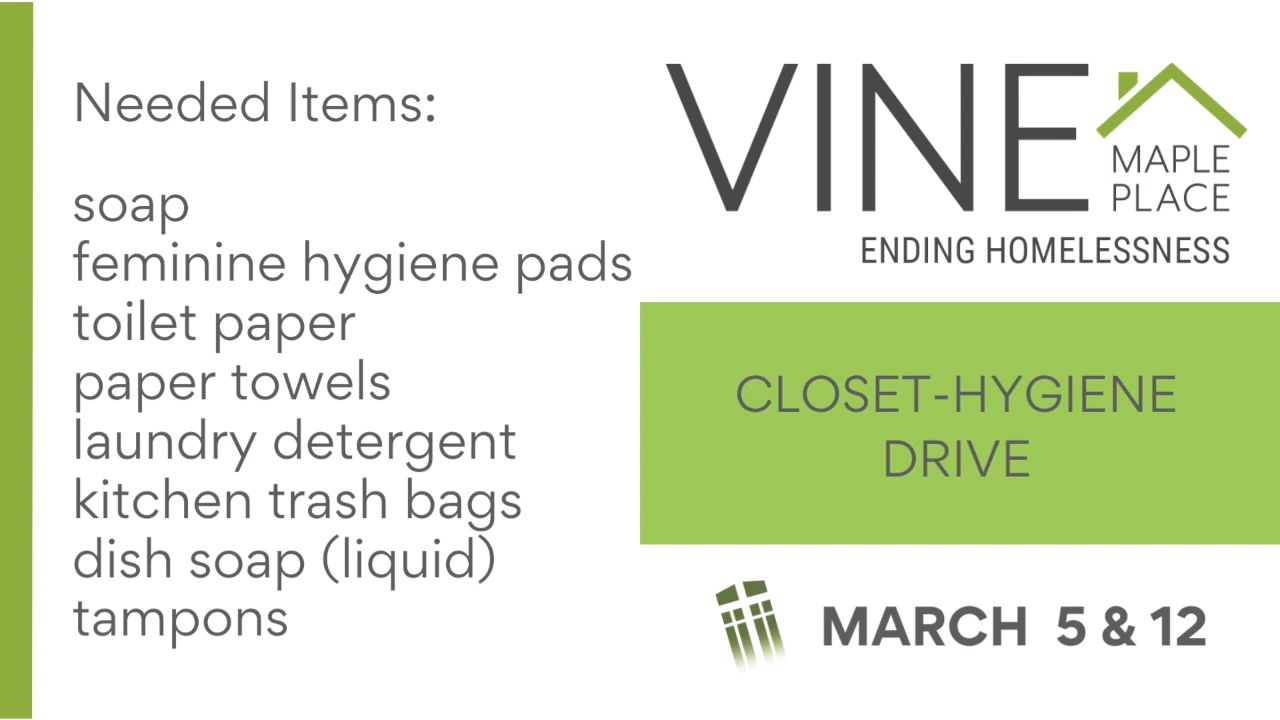 Needed Items:
soap
feminine hygiene pads
toilet paper
paper towels
laundry detergent
kitchen trash bags
dish soap (liquid)
tampons
VINE
MAPLE
PLACE
ENDING HOMELESSNESS
CLOSET-HYGIENE
DRIVE
MARCH 5 & 12